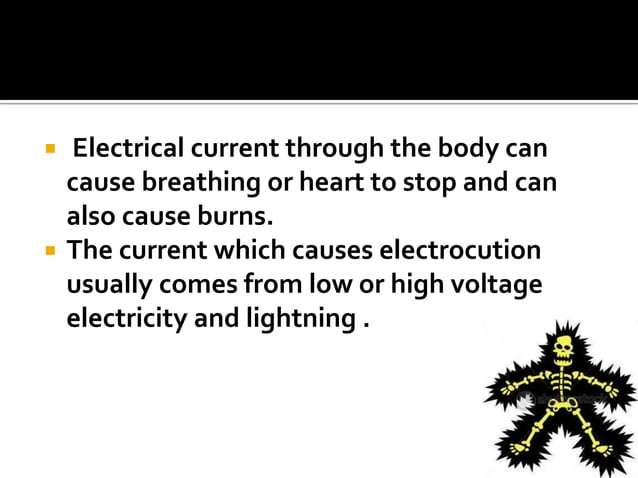 Electrical current through the body can
cause breathing or heart to stop and can
also cause burns.
The current which causes electrocution
usually comes from low or high voltage
electricity and lightning .